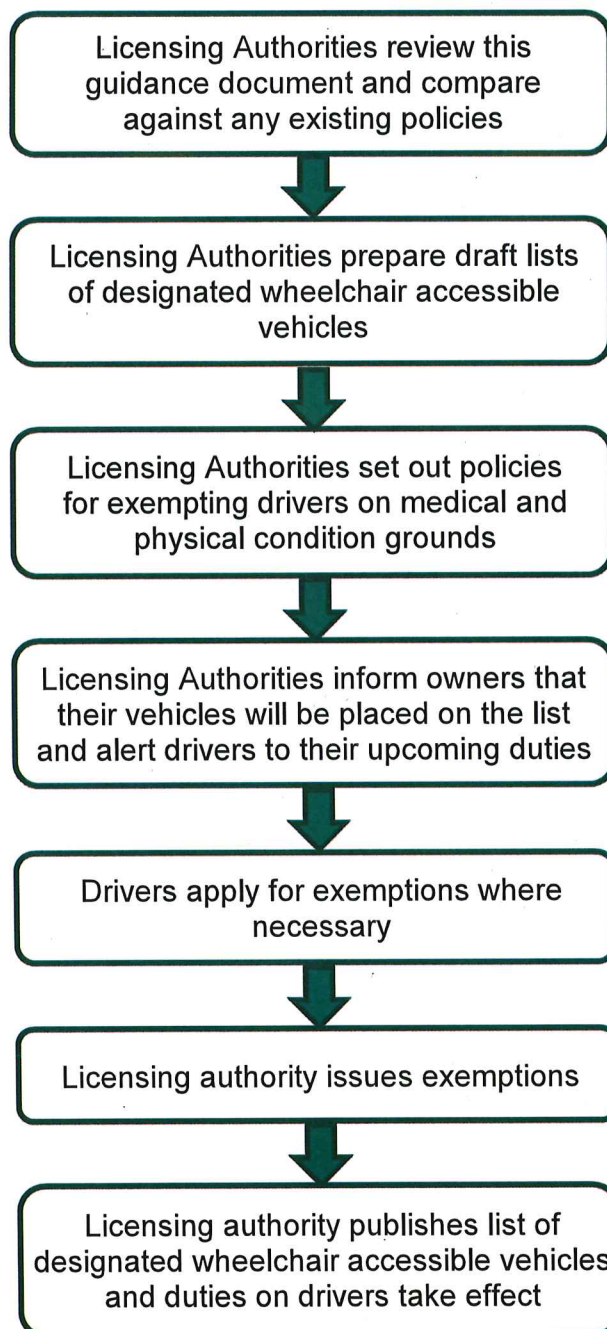 Licensing Authorities review this
guidance document and compare
against any existing policies
Licensing Authorities prepare draft lists
of designated wheelchair accessible
vehicles
Licensing Authorities set out policies
for exempting drivers on medical and
physical condition grounds
Licensing Authorities inform owners that
their vehicles will be placed on the list
and alert drivers to their upcoming duties
Drivers apply for exemptions where
necessary
Licensing authority issues exemptions
Licensing authority publishes list of
designated wheelchair accessible vehicles
and duties on drivers take effect